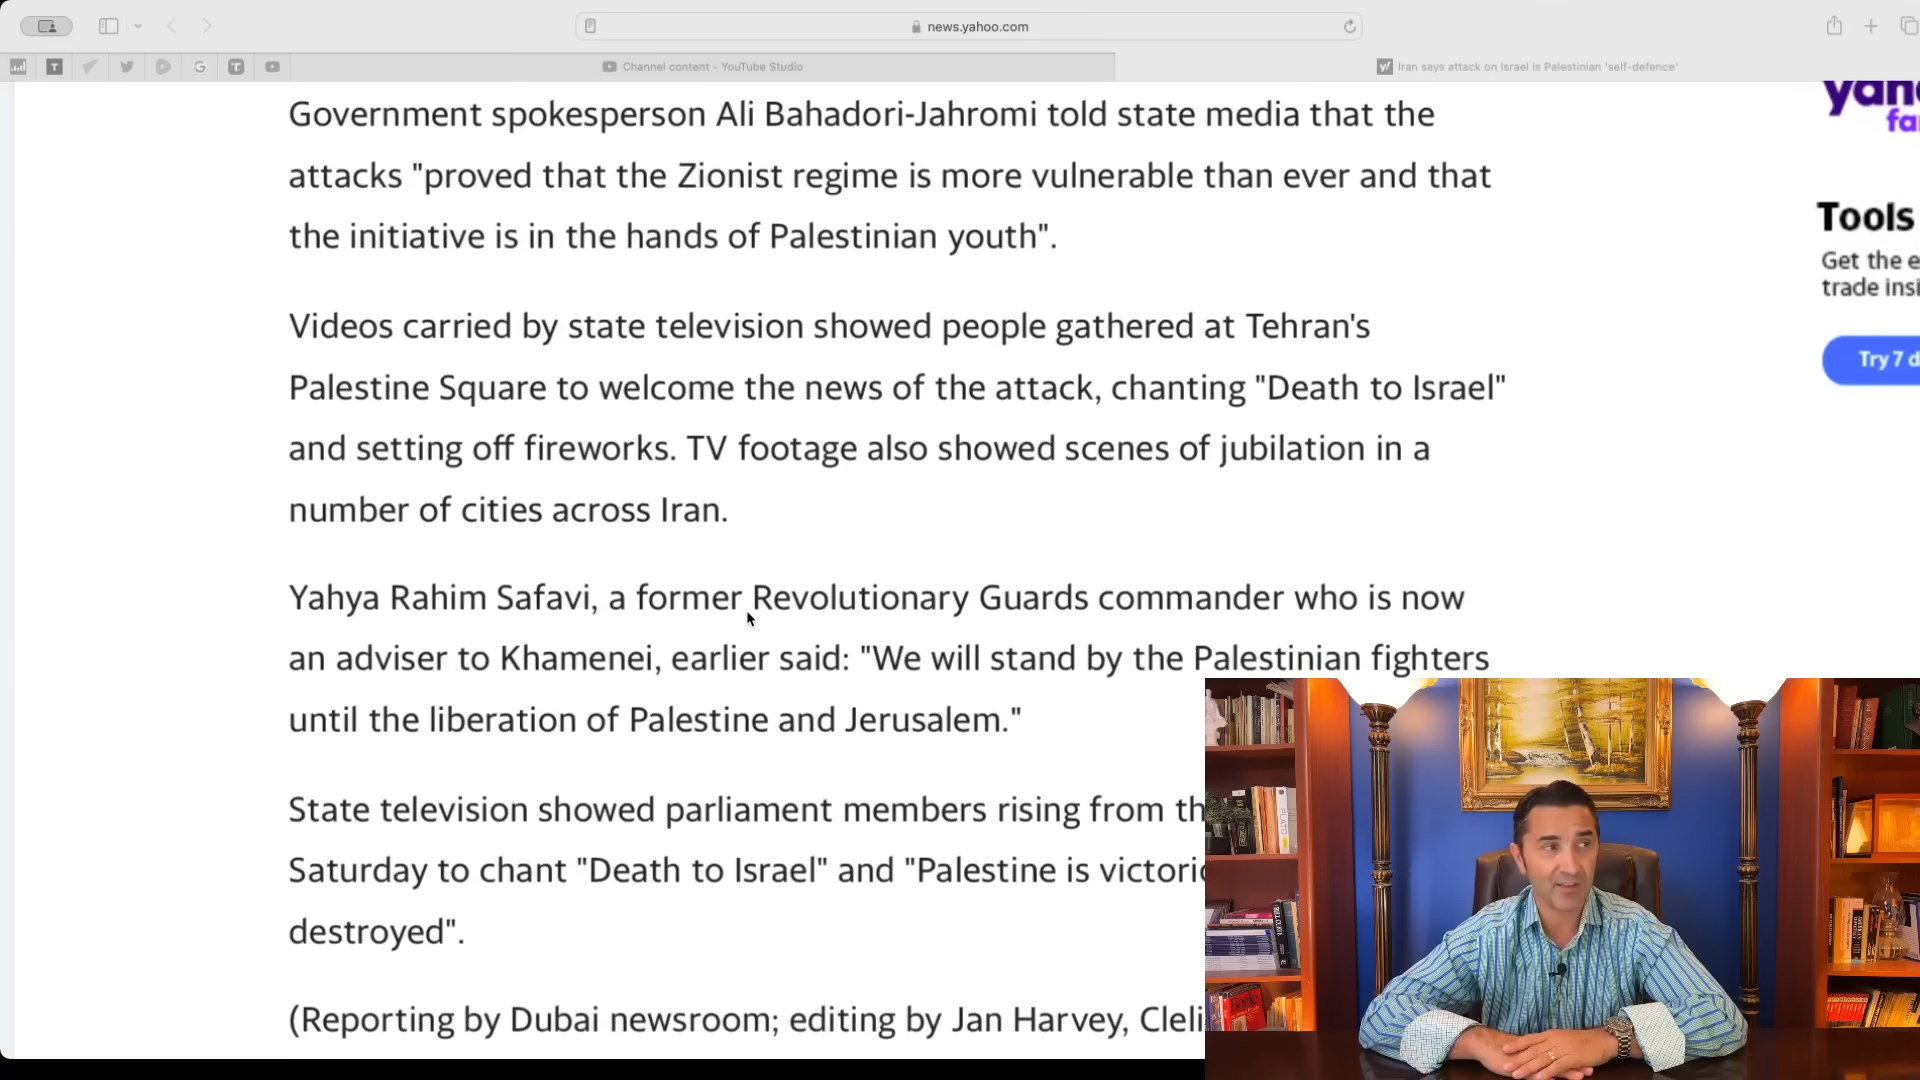 news.yahoo.com
Channel content - YouTube Studio
Iran says attack on Israel is Palestinian 'self-defence'
Government spokesperson Ali Bahadori-Jahromi told state media that the
attacks "proved that the Zionist regime is more vulnerable than ever and that
the initiative is in the hands of Palestinian youth".
Videos carried by state television showed people gathered at Tehran's
Palestine Square to welcome the news of the attack, chanting "Death to Israel"
and setting off fireworks. TV footage also showed scenes of jubilation in a
number of cities across Iran.
Yahya Rahim Safavi, a former Revolutionary Guards commander who is now
an adviser to Khamenei, earlier said: "We will stand by the Palestinian fighters
until the liberation of Palestine and Jerusalem."
State television showed parliament members rising from th
Saturday to chant "Death to Israel" and "Palestine is victorio
destroyed".
(Reporting by Dubai newsroom; editing by Jan Harvey, Cleli
Tools
Get the e
trade insi
Try 7 d
PLATO